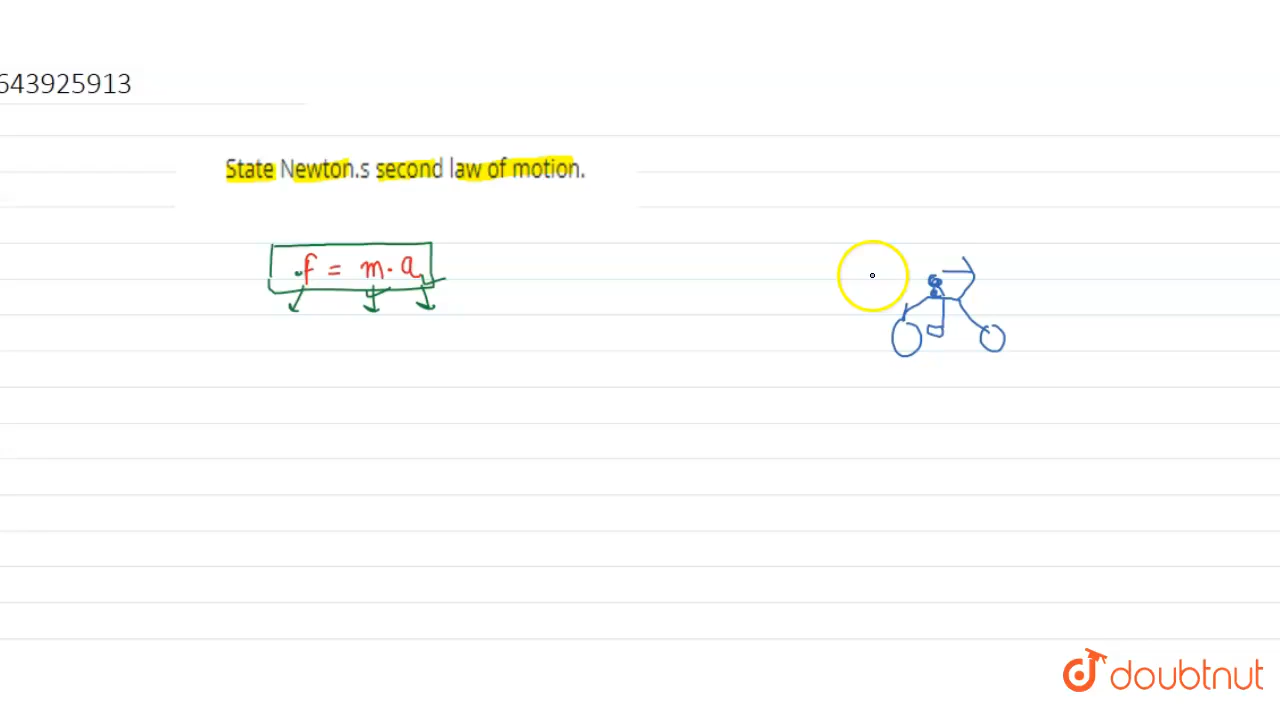 643925913
State Newton.s second law of motion.
f = m.a
doubtnut